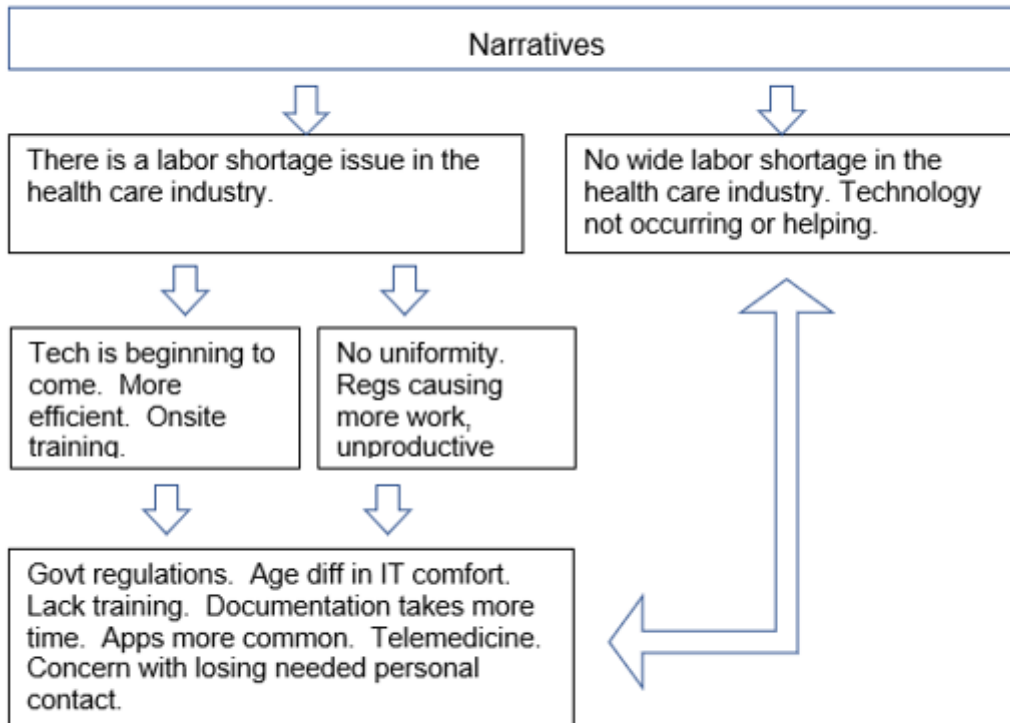 Narratives
There is a labor shortage issue in the
health care industry.
No wide labor shortage in the
health care industry. Technology
not occurring or helping.
Tech is beginning to
come.  More
efficient.  Onsite
training.
No uniformity.
Regs causing
more work,
unproductive
Govt regulations.  Age diff in IT comfort.
Lack training.  Documentation takes more
time.  Apps more common.  Telemedicine.
Concern with losing needed personal
contact.